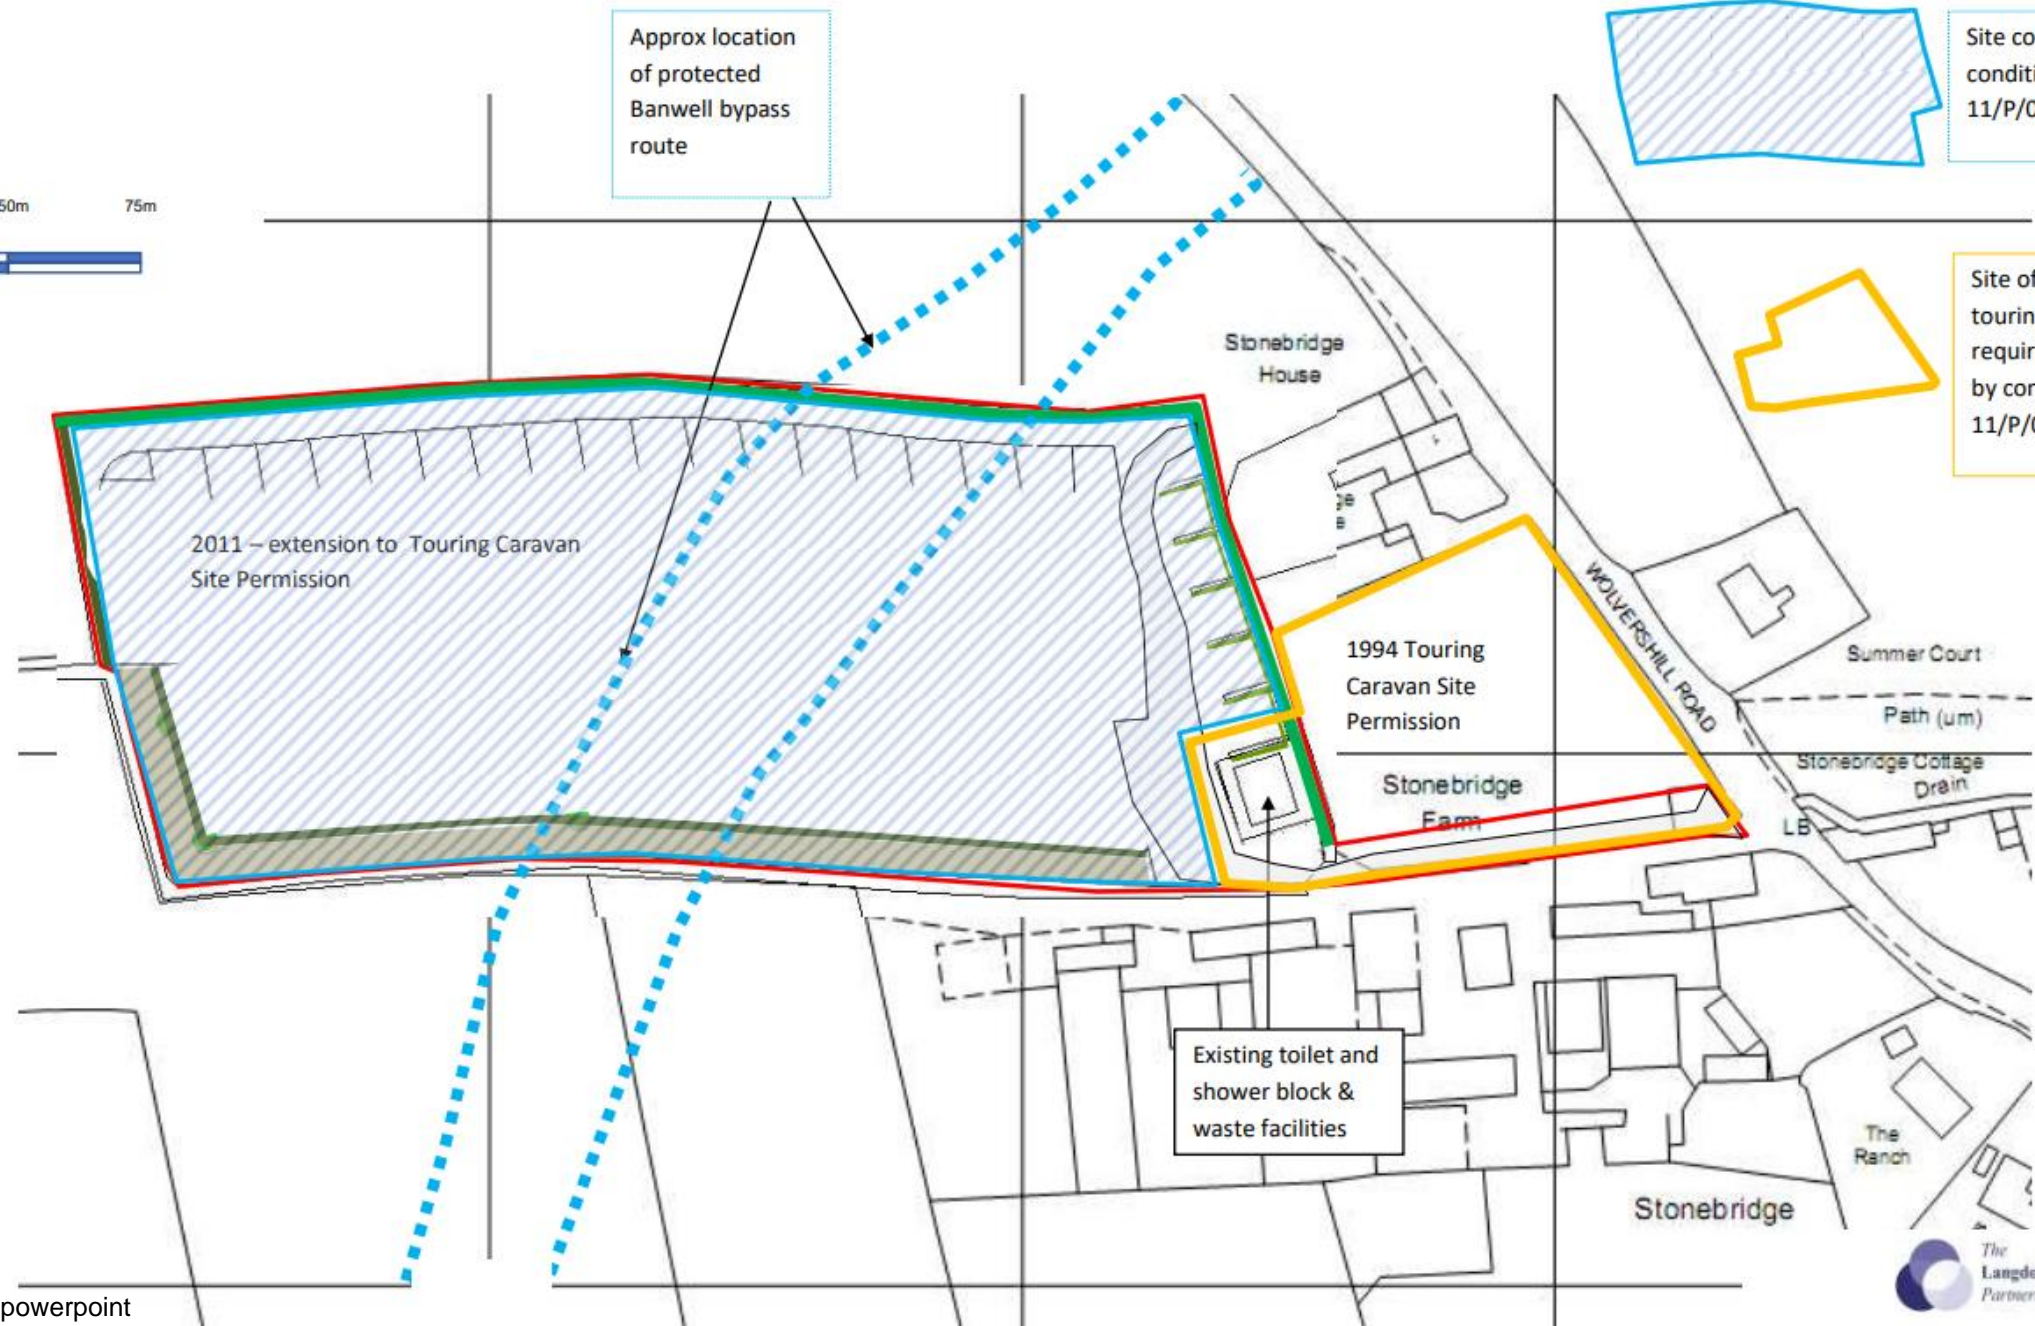 Approx location
of protected
Banwell bypass
route
Site co
conditi
11/P/0
50m
75m
Site of
tourin
requir
by con
11/P/0
Stonebridge
House
2011 – extension to Touring Caravan
Site Permission
WOLVERSHILL ROAD
1994 Touring
Caravan Site
Permission
Summer Court
Path (um)
Stonebridge Cottage
Drain
Stonebridge
Farm
LB
Existing toilet and
shower block &
waste facilities
The
Ranch
Stonebridge
The
Langdo
Partner
powerpoint